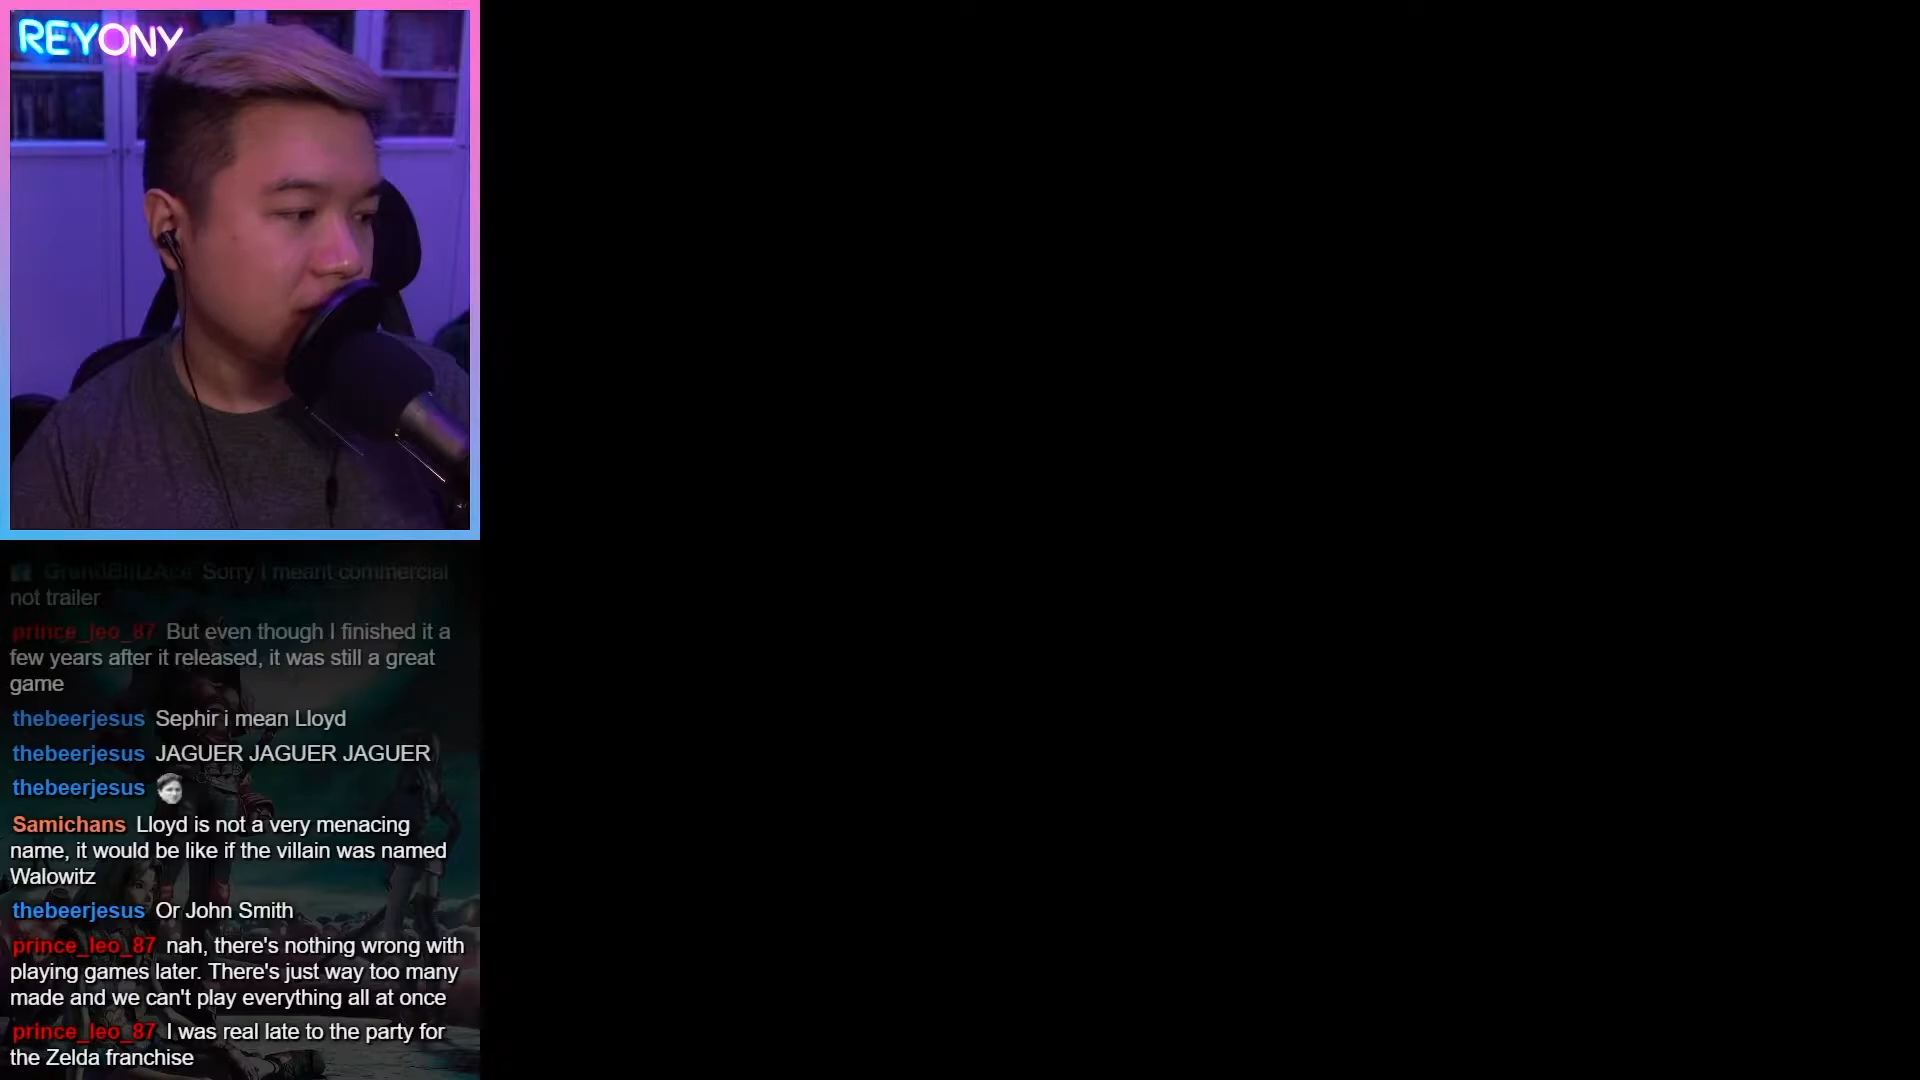 REYONY
GrandBlitzAce Sorry I meant commercial
not trailer
prince_leo_87 But even though I finished it a
few years after it released, it was still a great
game
thebeerjesus Sephir i mean Lloyd
thebeerjesus JAGUER JAGUER JAGUER
thebeerjesus
Samichans Lloyd is not a very menacing
name, it would be like if the villain was named
Walowitz
thebeerjesus Or John Smith
prince_leo_87 nah, there's nothing wrong with
playing games later. There's just way too many
made and we can't play everything all at once
prince_leo_87 I was real late to the party for
the Zelda franchise